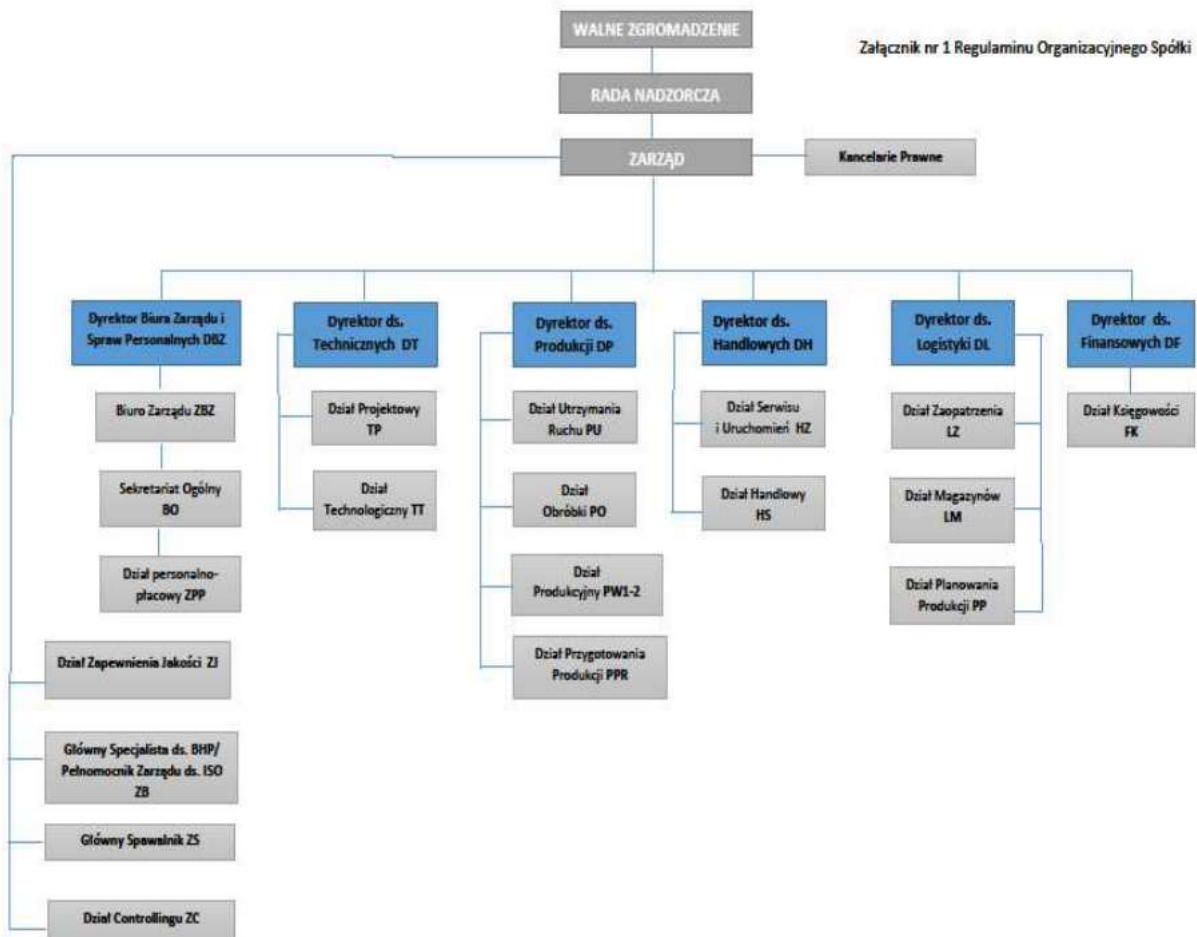 WALNE ZGROMADZENIE
Załącznik nr 1 Regulaminu Organizacyjnego Spółki
RADA NADZORCZA
ZARZĄD
Kancelarie Prawne
Dyrektor Biura Zarządu i
Spraw Personalnych DBZ
Dyrektor ds.
Technicznych DT
Dyrektor ds.
Produkcji DP
Dyrektor ds.
Handlowych DH
Dyrektor ds.
Logistyki DL
Dyrektor ds.
Finansowych DF
Biuro Zarządu ZBZ
Dział Projektowy
TP
Dział Utrzymania
Ruchu PU
Dział Serwisu
i Uruchomień HZ
Dział Zaopatrzenia
LZ
Dział Księgowości
FK
Sekretariat Ogólny
BO
Dział
Technologiczny TT
Dział
Obróbki PO
Dział Handlowy
HS
Dział Magazynów
LM
Dział personalno-
płacowy ZPP
Dział
Produkcyjny PW1-2
Dział Planowania
Produkcji PP
Dział Zapewnienia Jakości ZJ
Dział Przygotowania
Produkcji PPR
Główny Specjalista ds. BHP/
Pełnomocnik Zarządu ds. ISO
ZB
Główny Spawalnik ZS
Dział Controllingu ZC